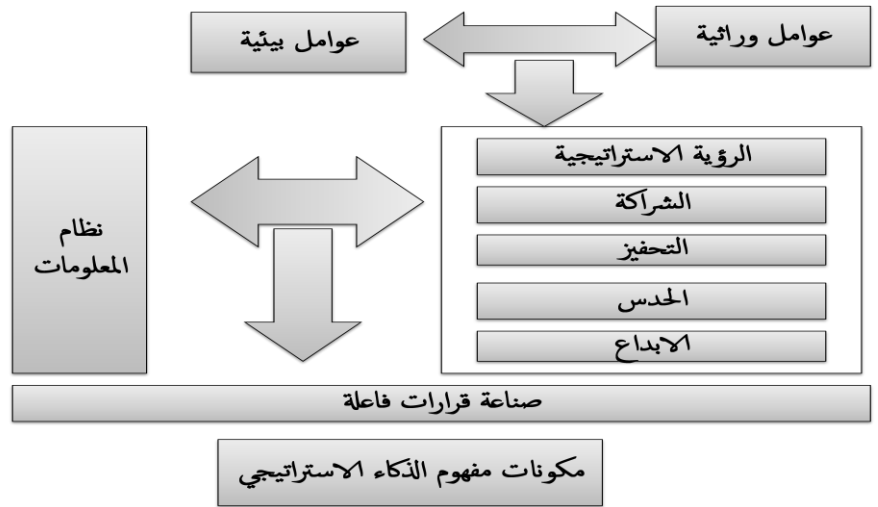 عوامل وراثية
عوامل بيئية
الرؤية الاستراتيجية
الشراكة
التحفيز
الحدس
الابداع
نظام
المعلومات
صناعة قرارات فاعلة
مكونات مفهوم الذكاء الاستراتيجي